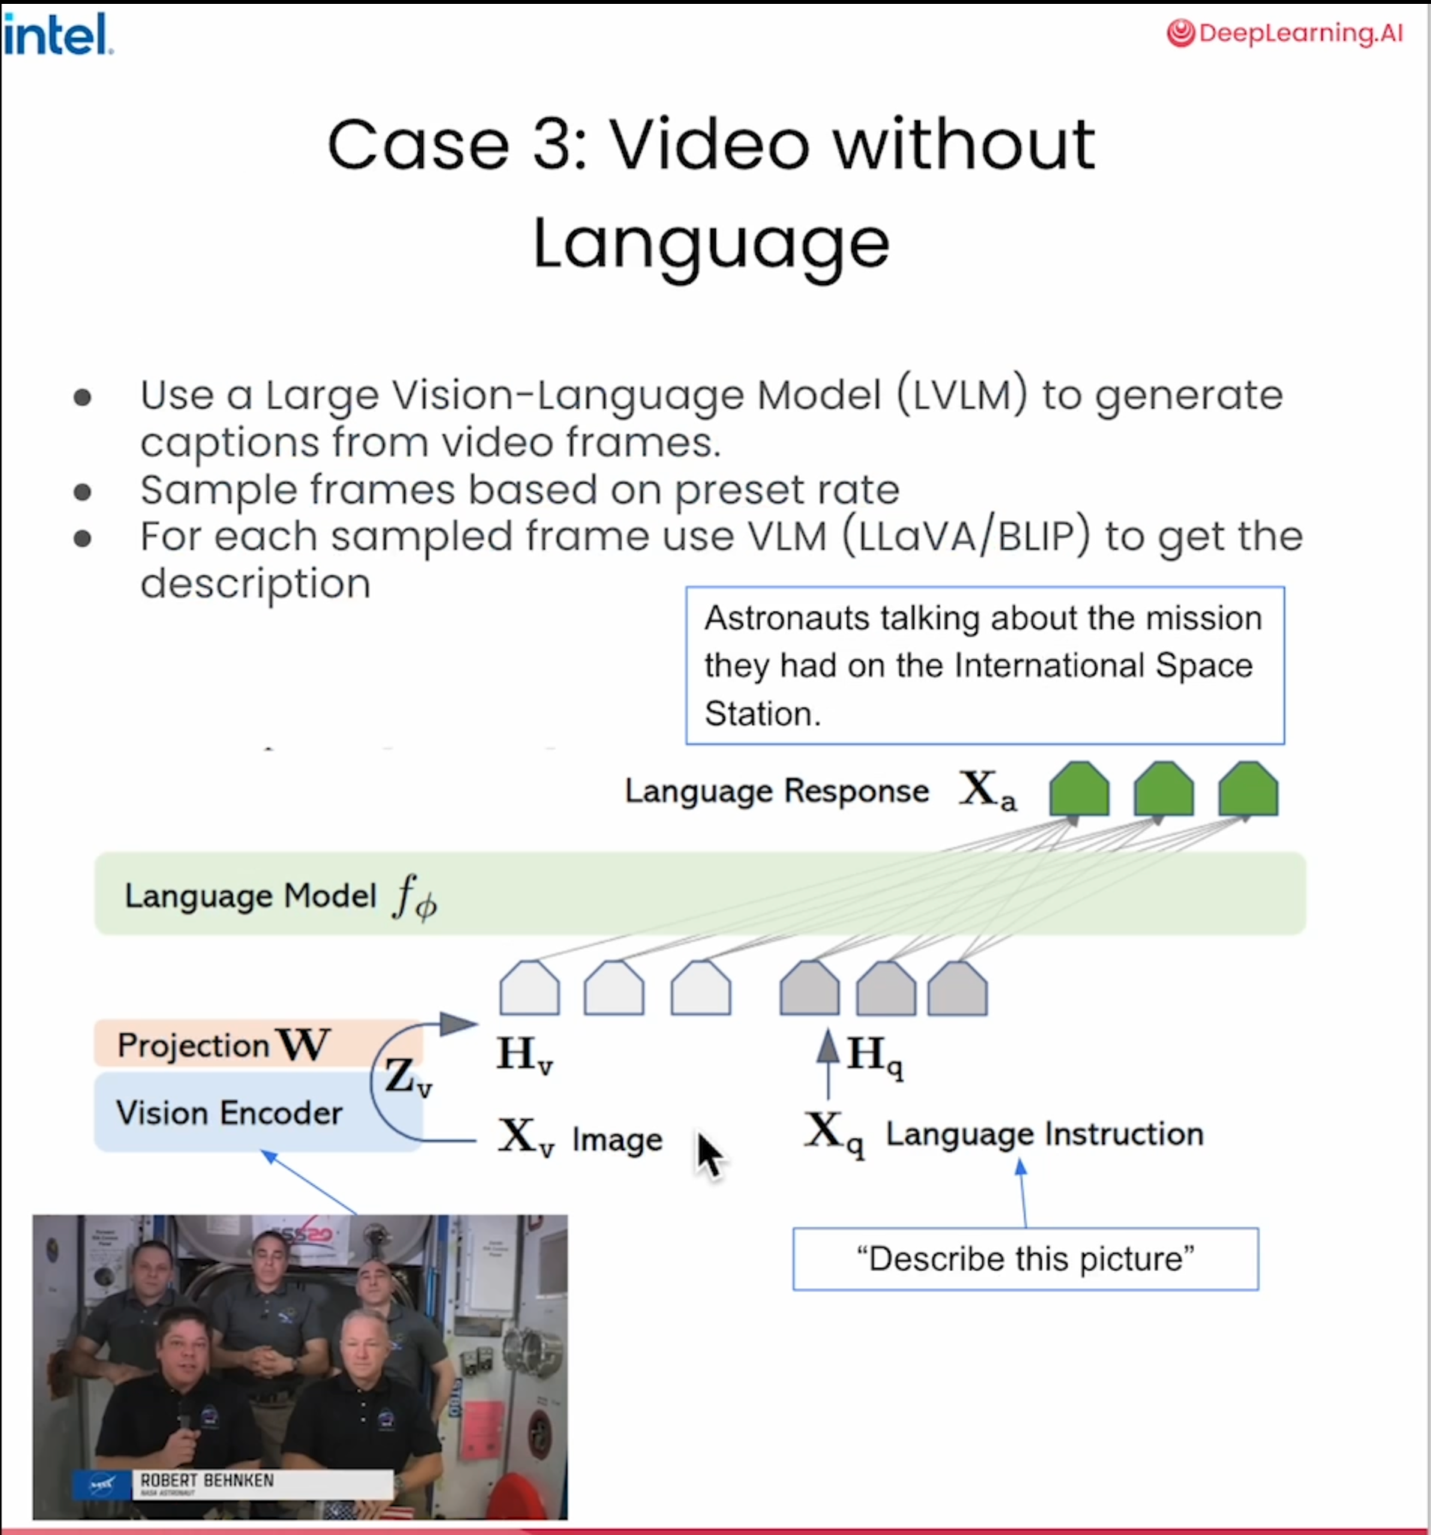 intel.
DeepLearning.AI
Case 3: Video without
Language
● Use a Large Vision-Language Model (LVLM) to generate
captions from video frames.
● Sample frames based on preset rate
● For each sampled frame use VLM (LLaVA/BLIP) to get the
description
Astronauts talking about the mission
they had on the International Space
Station.
Language Response Xa
Language Model fϕ
Projection W
Zv
Hv
Hq
Vision Encoder
Xv Image
Xq Language Instruction
“Describe this picture”
NASA
ROBERT BEHNKEN
NASA ASTRONAUT